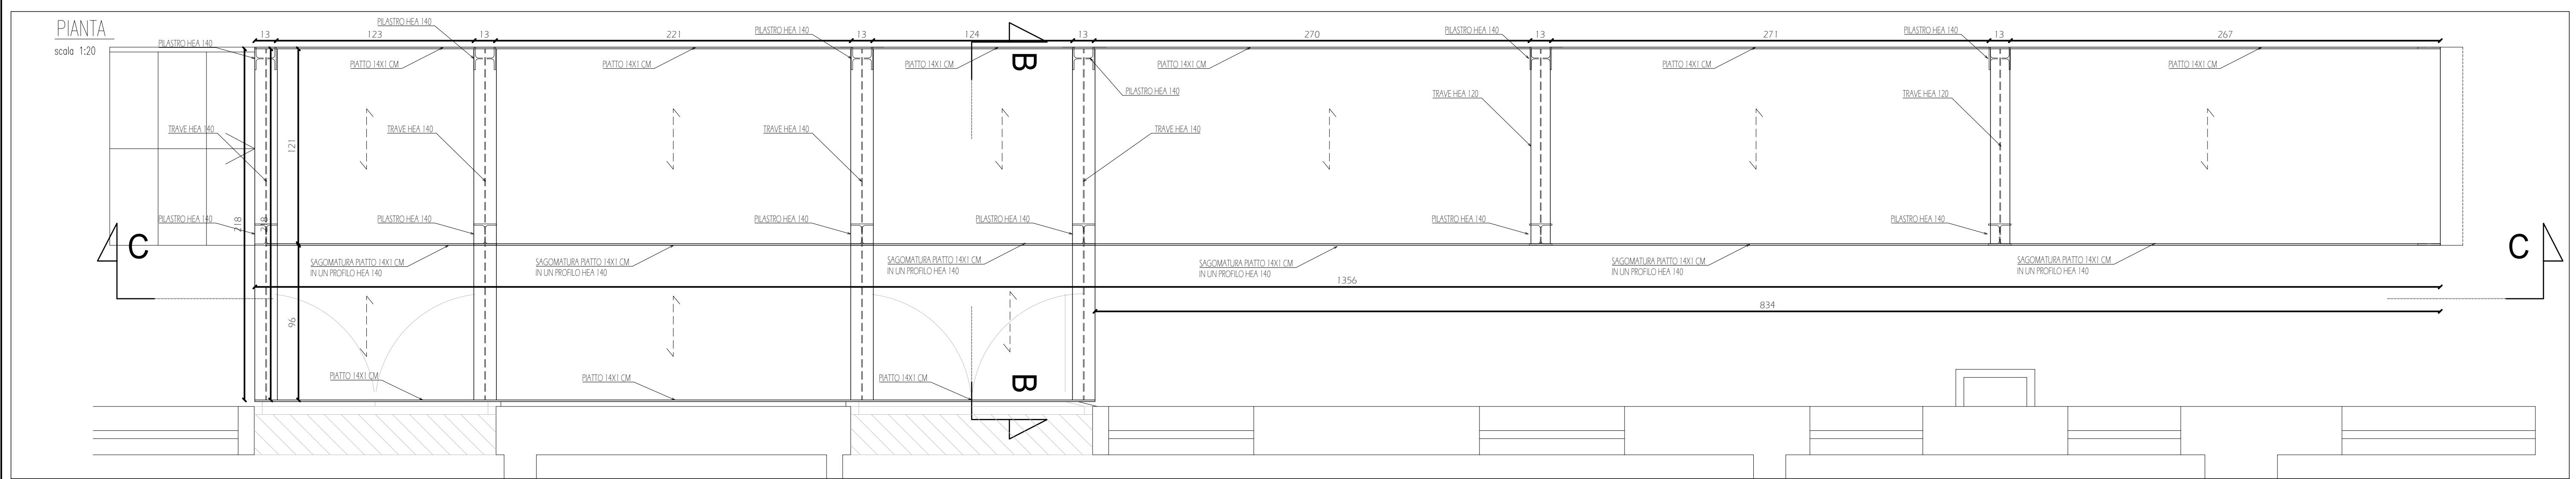 PIANTA
scala 1:20
PILASTRO HEA 140
PILASTRO HEA 140
PILASTRO HEA 140
PILASTRO HEA 140
PILASTRO HEA 140
13
123
13
221
13
124
13
270
13
271
13
267
B
PIATTO 14X1 CM
PIATTO 14X1 CM
PIATTO 14X1 CM
PIATTO 14X1 CM
PIATTO 14X1 CM
PIATTO 14X1 CM
PILASTRO HEA 140
TRAVE HEA 120
TRAVE HEA 120
TRAVE HEA 140
TRAVE HEA 140
TRAVE HEA 140
TRAVE HEA 140
121
PILASTRO HEA 140
PILASTRO HEA 140
PILASTRO HEA 140
PILASTRO HEA 140
PILASTRO HEA 140
PILASTRO HEA 140
218
218
C
C
SAGOMATURA PIATTO 14X1 CM
IN UN PROFILO HEA 140
SAGOMATURA PIATTO 14X1 CM
IN UN PROFILO HEA 140
SAGOMATURA PIATTO 14X1 CM
IN UN PROFILO HEA 140
SAGOMATURA PIATTO 14X1 CM
IN UN PROFILO HEA 140
SAGOMATURA PIATTO 14X1 CM
IN UN PROFILO HEA 140
SAGOMATURA PIATTO 14X1 CM
IN UN PROFILO HEA 140
1356
834
96
PIATTO 14X1 CM
PIATTO 14X1 CM
PIATTO 14X1 CM
B